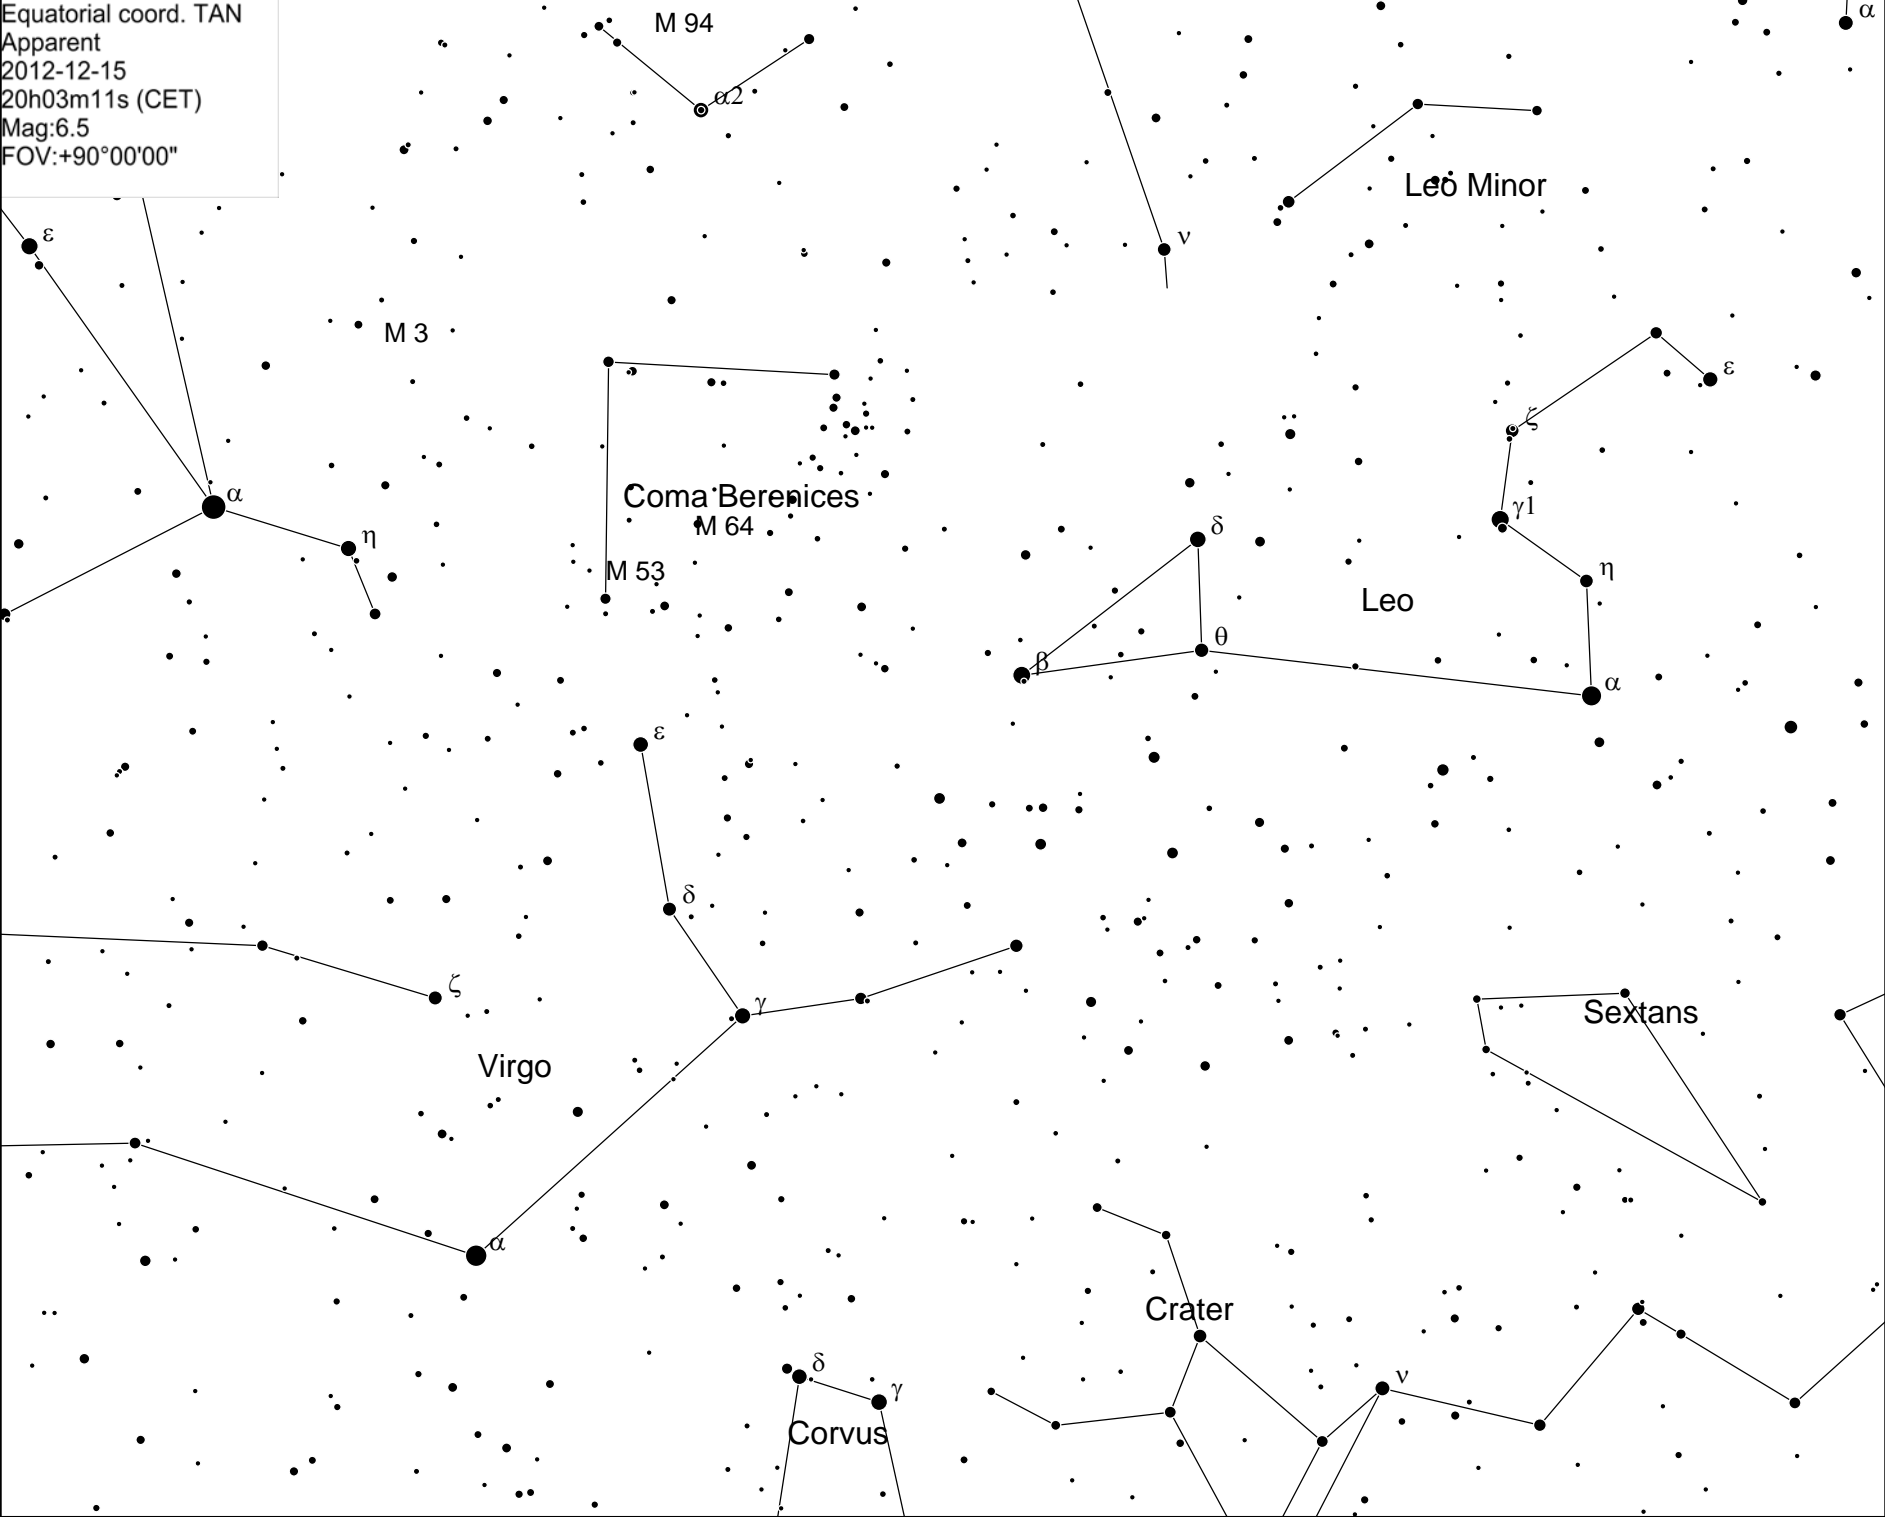 Equatorial coord. TAN
Apparent
2012-12-15
20h03m11s (CET)
Mag:6.5
FOV:+90°00'00"
M 94
α
α2
Leo Minor
ε
ν
M 3
ε
ζ
α
Coma Berenices
γ1
M 64
δ
η
η
M 53
Leo
θ
β
α
ε
δ
ζ
γ
Sextans
Virgo
α
Crater
δ
ν
γ
Corvus